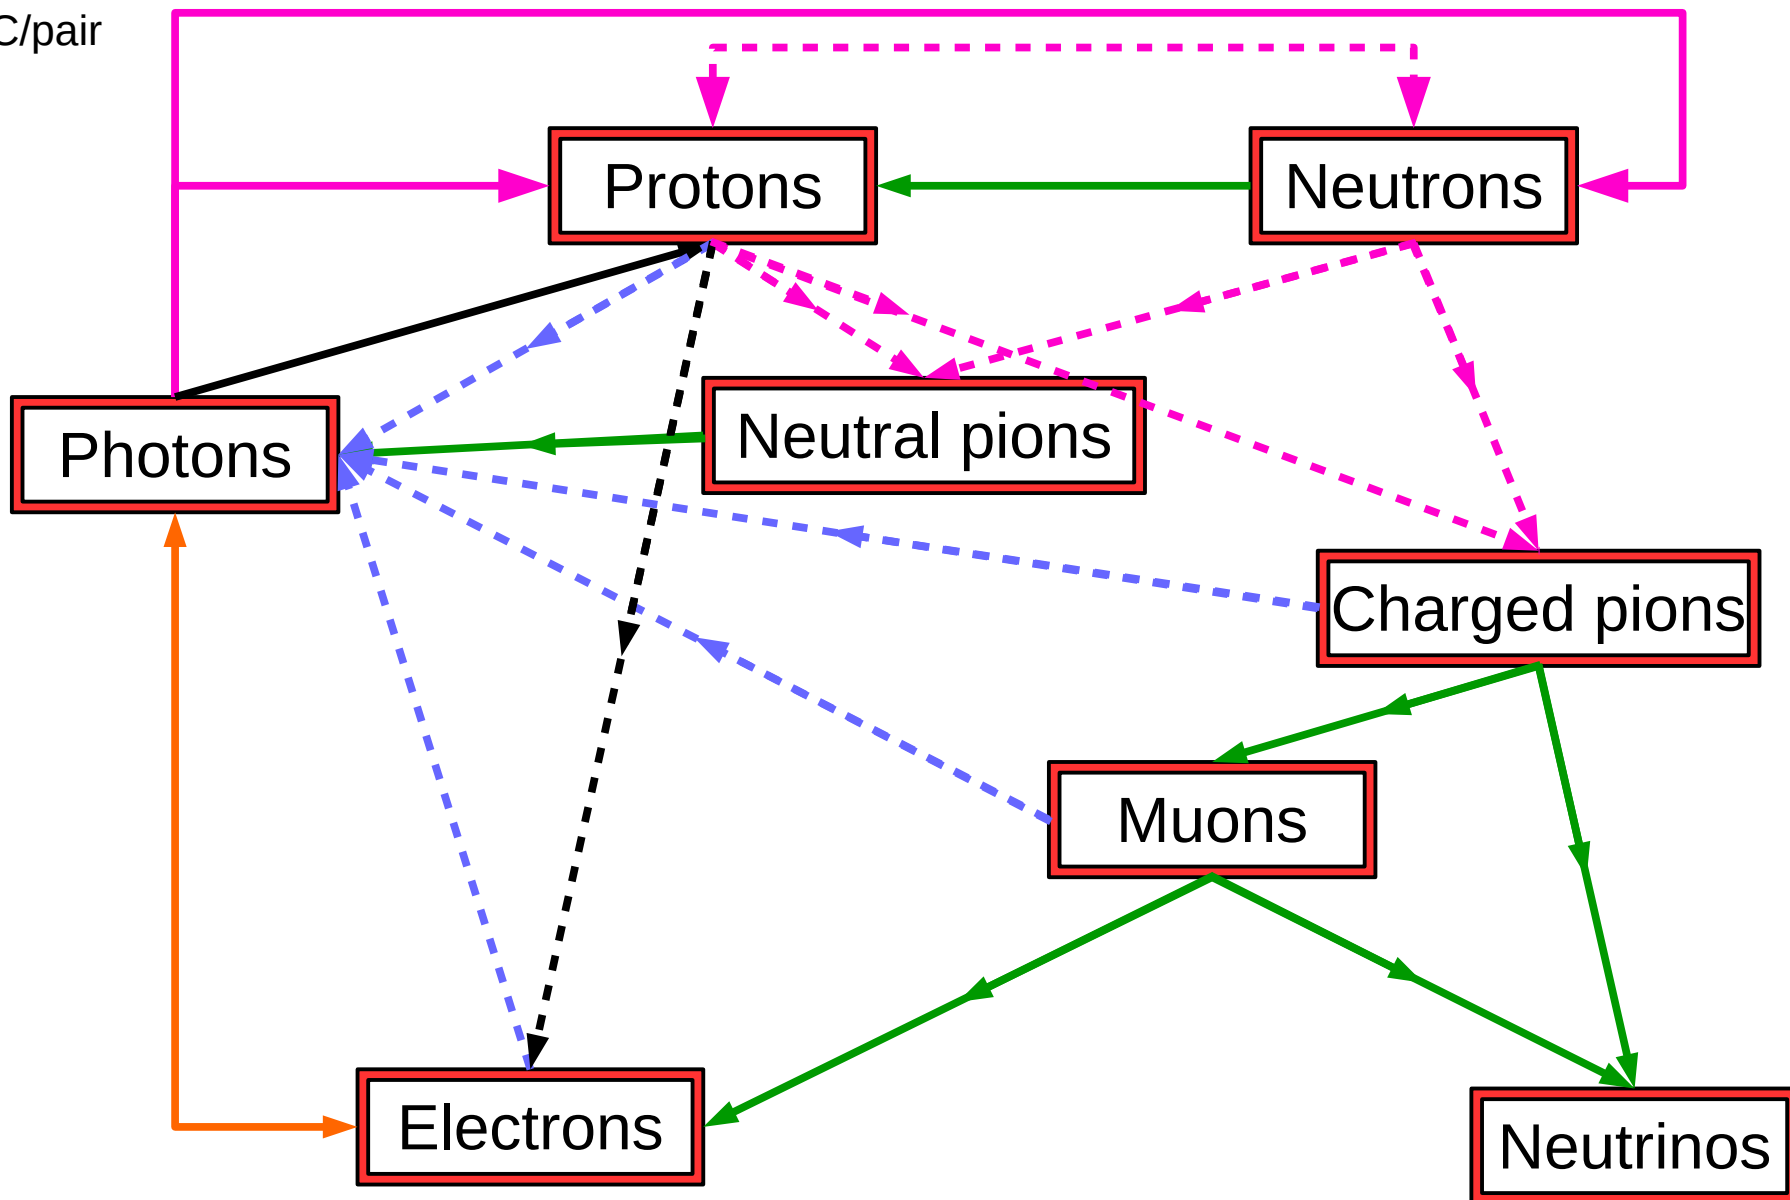 C/pair
Protons
Neutrons
Photons
Neutral pions
Charged pions
Muons
Electrons
Neutrinos